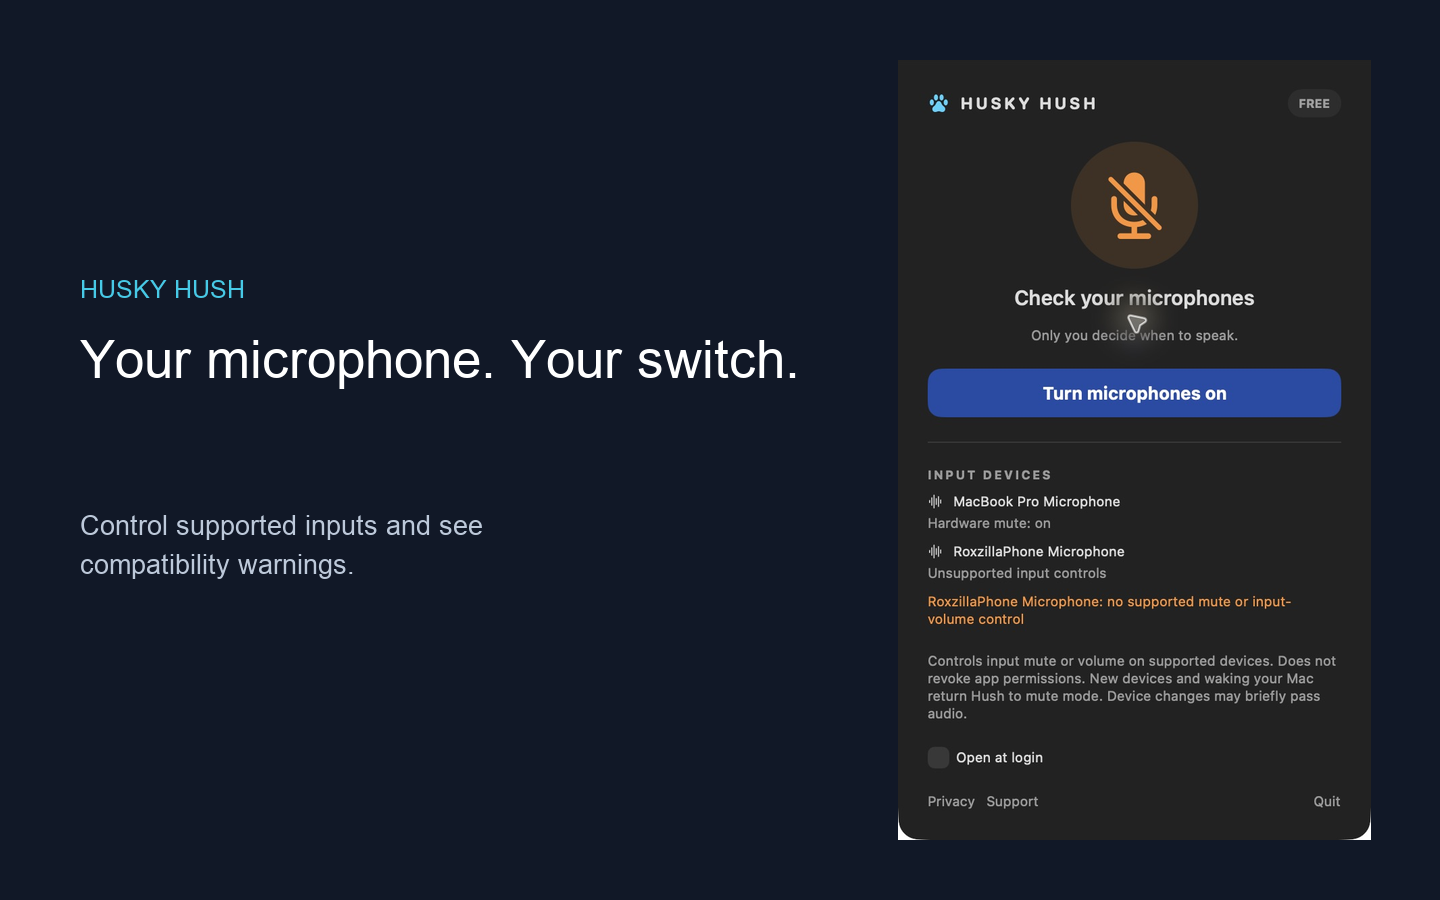 HUSKY HUSH
Your microphone. Your switch.
Control supported inputs and see
compatibility warnings.
HUSKY HUSH
FREE
Check your microphones
Only you decide when to speak.
Turn microphones on
INPUT DEVICES
MacBook Pro Microphone
Hardware mute: on
RoxzillaPhone Microphone
Unsupported input controls
RoxzillaPhone Microphone: no supported mute or input-
volume control
Controls input mute or volume on supported devices. Does not
revoke app permissions. New devices and waking your Mac
return Hush to mute mode. Device changes may briefly pass
audio.
Open at login
Privacy Support
Quit